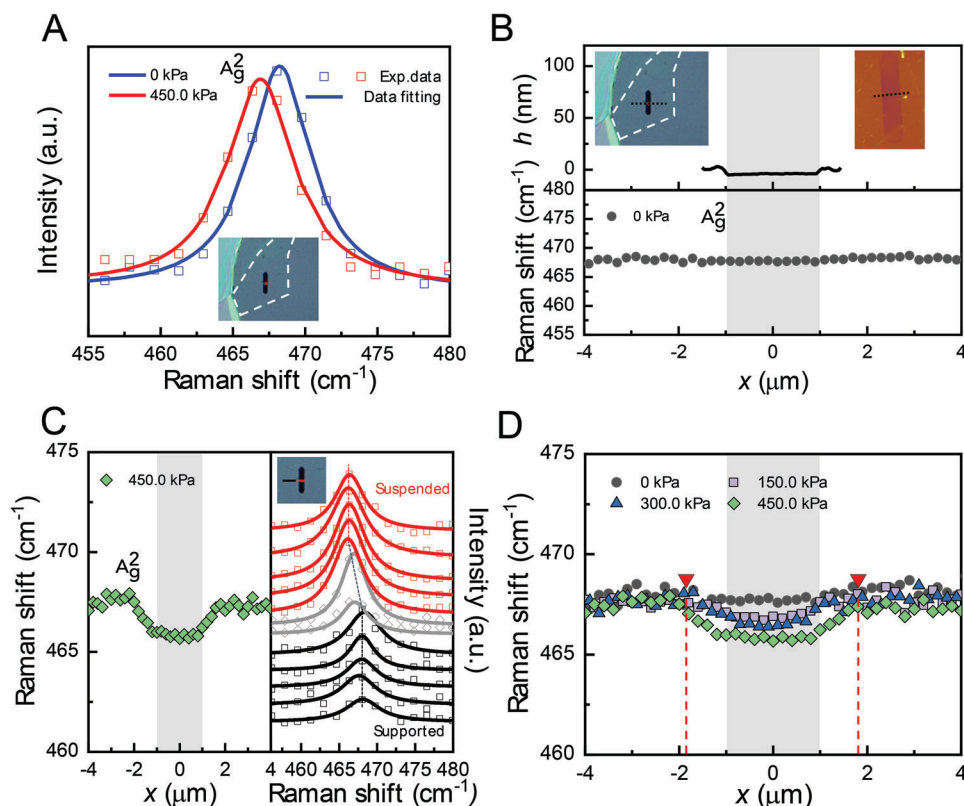 A
0 kPa
450.0 kPa
A²g
Exp.data
Data fitting
Intensity (a.u.)
455 460 465 470 475 480
Raman shift (cm⁻¹)
B
h (nm)
100
50
0
Raman shift (cm⁻¹)
480
475
470
465
460
455
0 kPa
A²g
-4 -2 0 2 4
x (μm)
C
Raman shift (cm⁻¹)
475
470
465
460
450.0 kPa
A²g
-4 -2 0 2 4
x (μm)
Suspended
Supported
Intensity (a.u.)
460 465 470 475 480
Raman shift (cm⁻¹)
D
Raman shift (cm⁻¹)
475
470
465
460
0 kPa
150.0 kPa
300.0 kPa
450.0 kPa
-4 -2 0 2 4
x (μm)